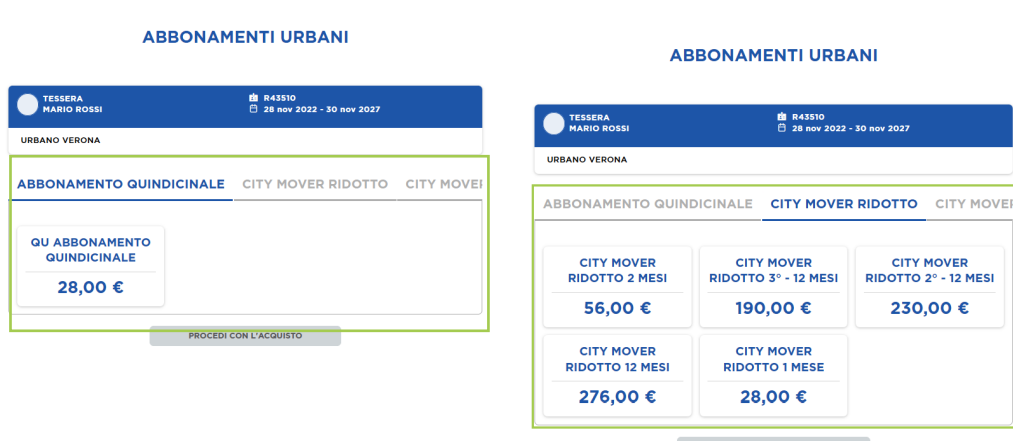 ABBONAMENTI URBANI
TESSERA
MARIO ROSSI
R43510
28 nov 2022 - 30 nov 2027
URBANO VERONA
ABBONAMENTO QUINDICINALE CITY MOVER RIDOTTO CITY MOVER
QU ABBONAMENTO
QUINDICINALE
28,00 €
PROCEDI CON L'ACQUISTO
ABBONAMENTI URBANI
TESSERA
MARIO ROSSI
R43510
28 nov 2022 - 30 nov 2027
URBANO VERONA
ABBONAMENTO QUINDICINALE CITY MOVER RIDOTTO CITY MOVER
CITY MOVER
RIDOTTO 2 MESI
56,00 €
CITY MOVER
RIDOTTO 3° - 12 MESI
190,00 €
CITY MOVER
RIDOTTO 2° - 12 MESI
230,00 €
CITY MOVER
RIDOTTO 12 MESI
276,00 €
CITY MOVER
RIDOTTO 1 MESE
28,00 €